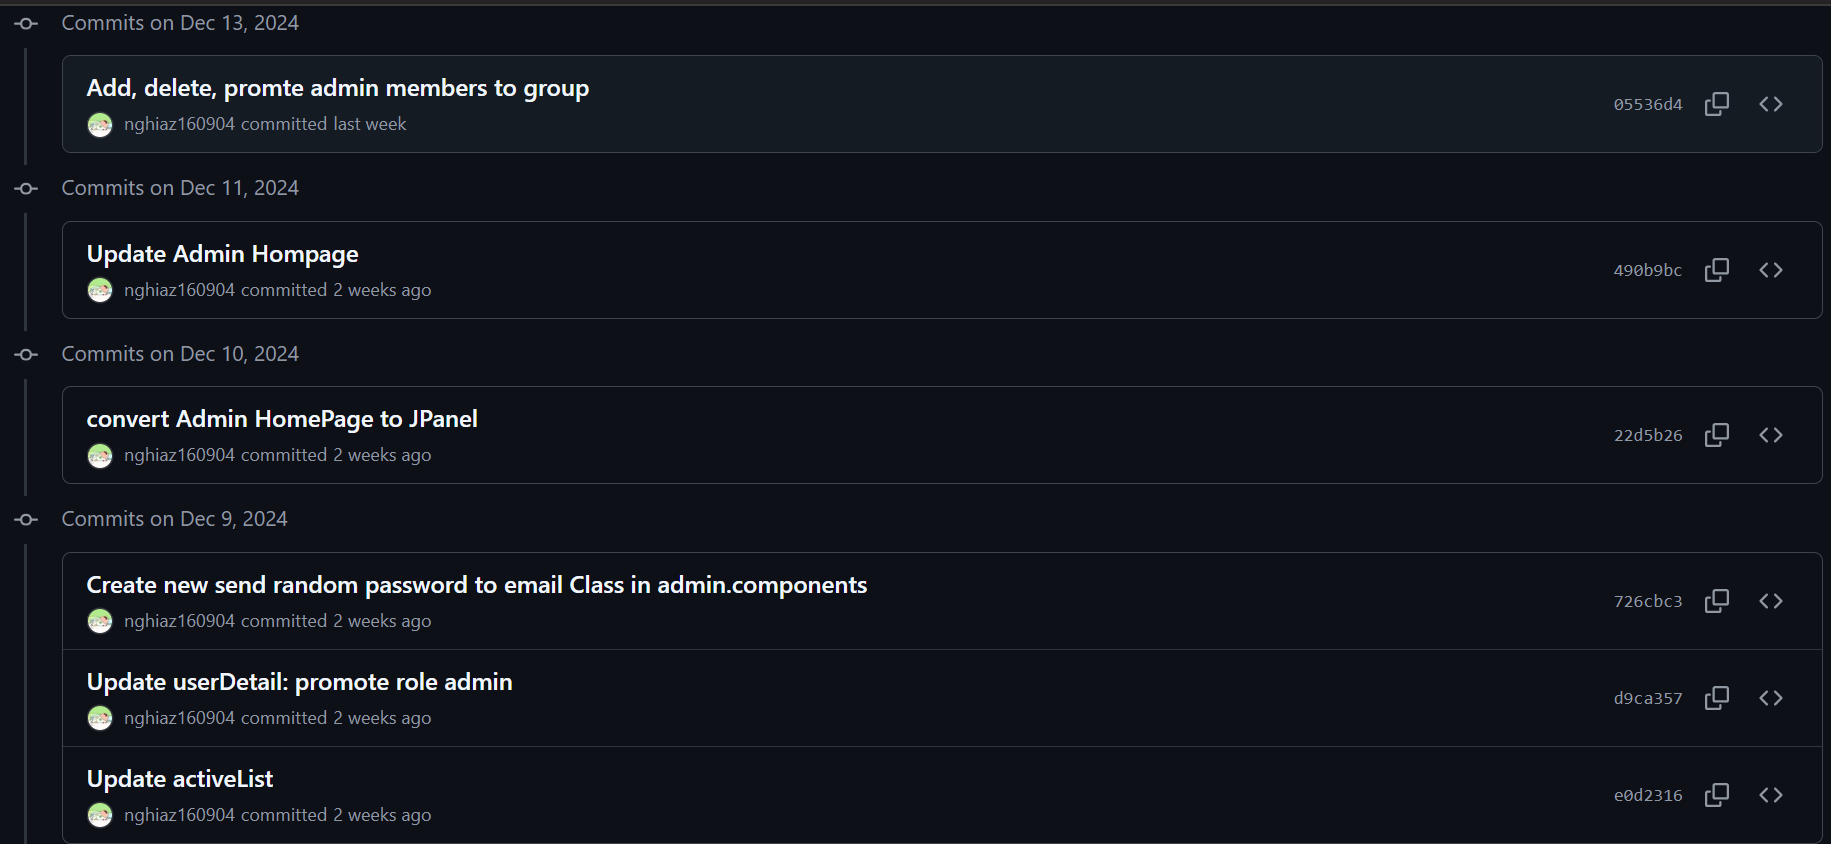 Commits on Dec 13, 2024
Add, delete, promte admin members to group
nghiaz160904 committed last week
05536d4
Commits on Dec 11, 2024
Update Admin Hompage
nghiaz160904 committed 2 weeks ago
490b9bc
Commits on Dec 10, 2024
convert Admin HomePage to JPanel
nghiaz160904 committed 2 weeks ago
22d5b26
Commits on Dec 9, 2024
Create new send random password to email Class in admin.components
nghiaz160904 committed 2 weeks ago
726cbc3
Update userDetail: promote role admin
nghiaz160904 committed 2 weeks ago
d9ca357
Update activeList
nghiaz160904 committed 2 weeks ago
e0d2316